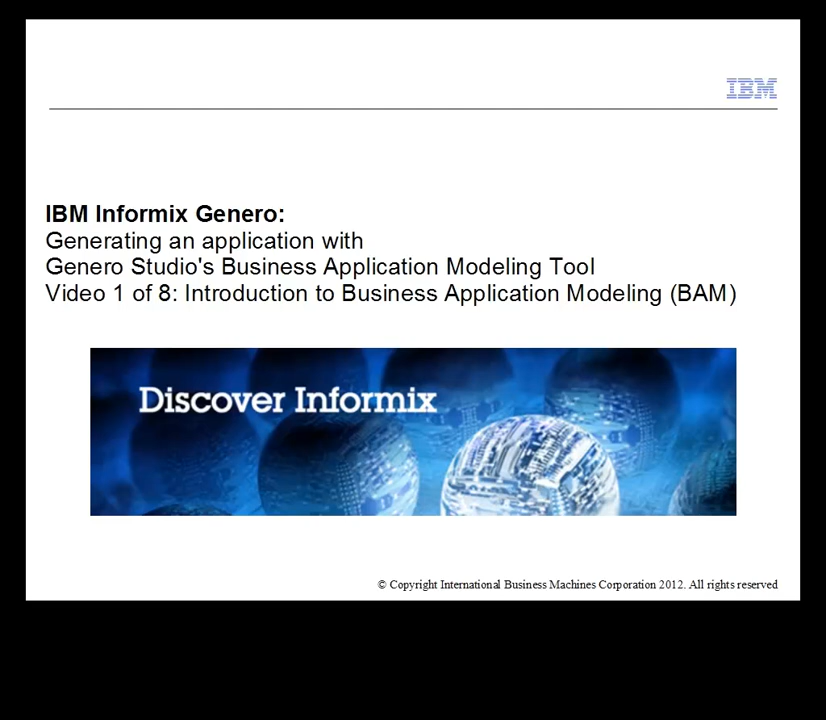 IBM
IBM Informix Genero:
Generating an application with
Genero Studio's Business Application Modeling Tool
Video 1 of 8: Introduction to Business Application Modeling (BAM)
Discover Informix
© Copyright International Business Machines Corporation 2012. All rights reserved